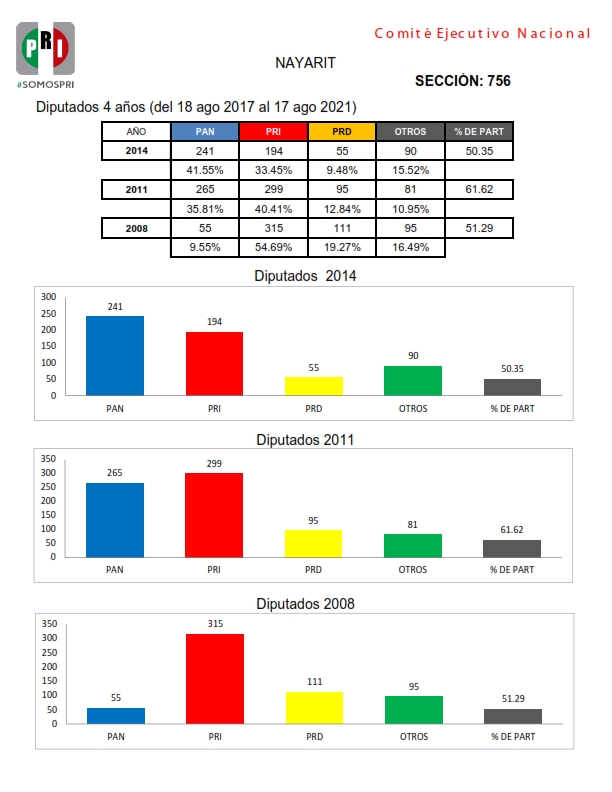 Comité Ejecutivo Nacional
PRI
#SOMOSPRI
NAYARIT
SECCIÓN: 756
Diputados 4 años (del 18 ago 2017 al 17 ago 2021)
AÑO PAN PRI PRD OTROS % DE PART
2014 241 194 55 90 50.35
41.55% 33.45% 9.48% 15.52%
2011 265 299 95 81 61.62
35.81% 40.41% 12.84% 10.95%
2008 55 315 111 95 51.29
9.55% 54.69% 19.27% 16.49%
Diputados 2014
300
250
200
150
100
50
0
241
194
55
90
50.35
PAN PRI PRD OTROS % DE PART
Diputados 2011
350
300
250
200
150
100
50
0
265
299
95
81
61.62
PAN PRI PRD OTROS % DE PART
Diputados 2008
350
300
250
200
150
100
50
0
55
315
111
95
51.29
PAN PRI PRD OTROS % DE PART